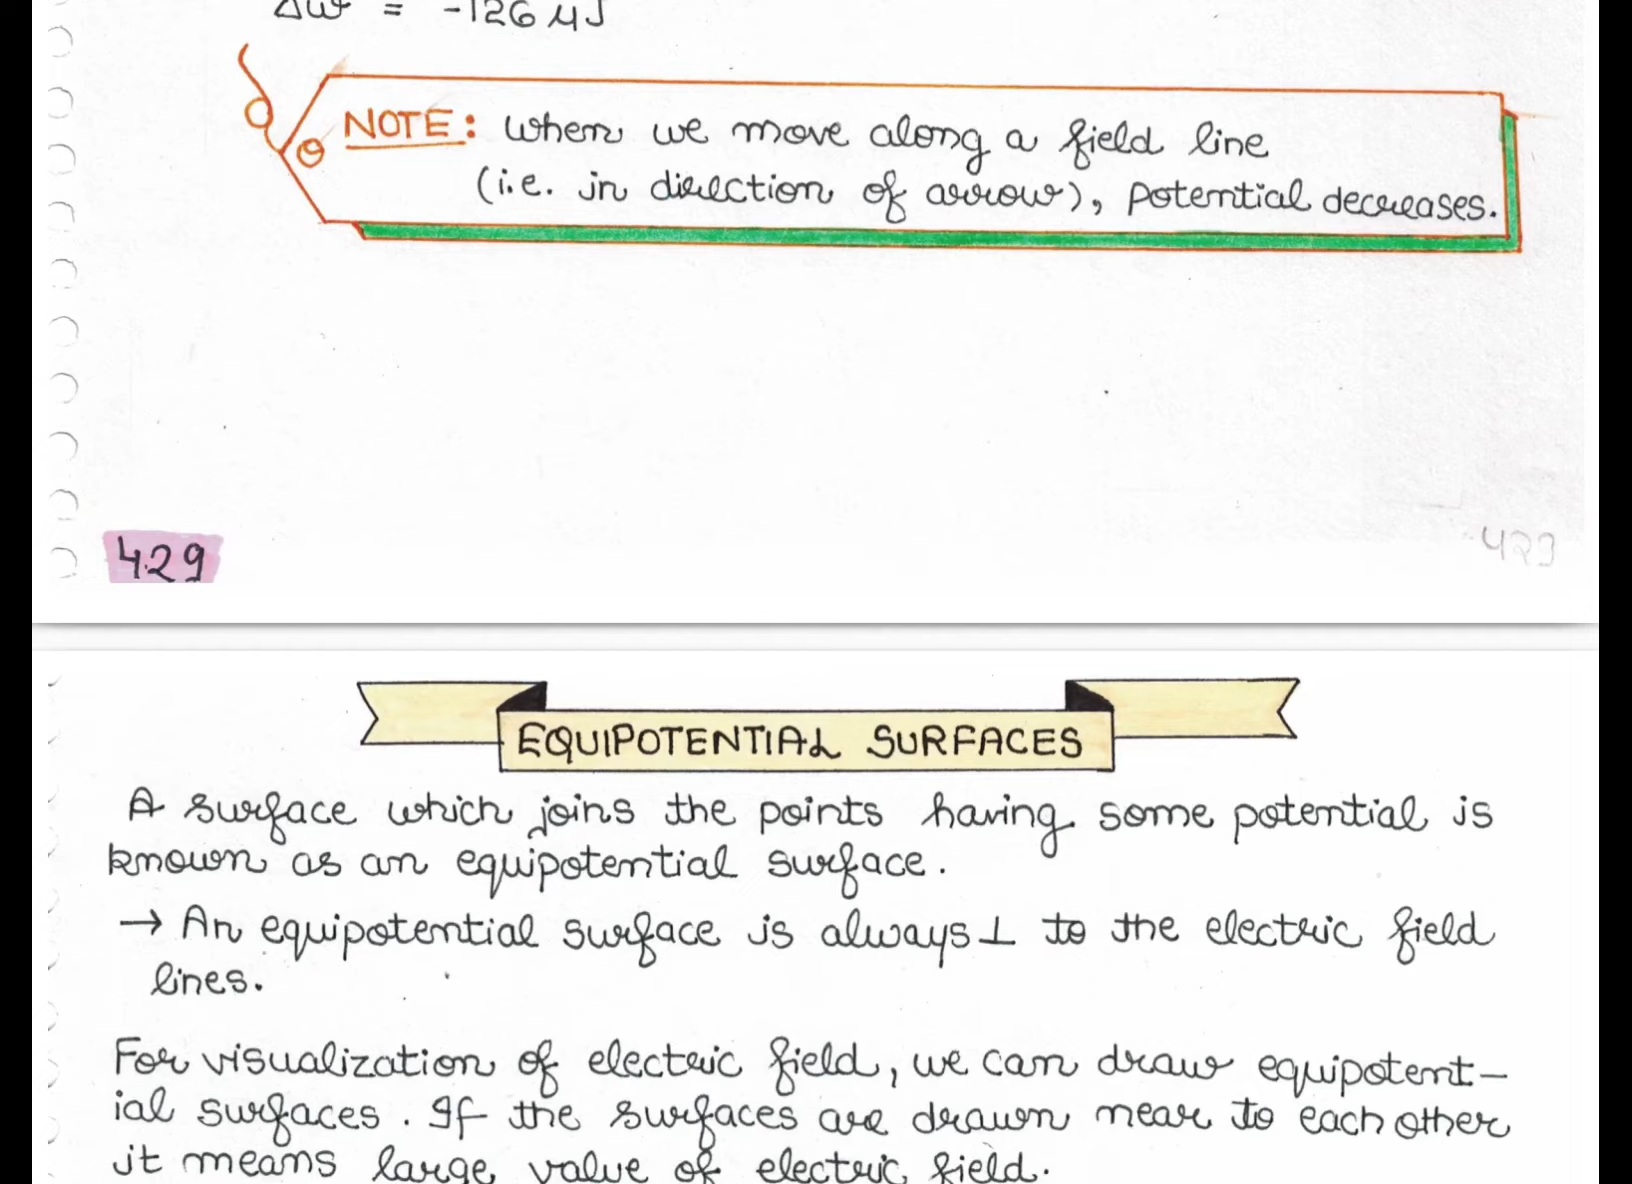 Δw = -126 μJ
NOTE: When we move along a field line
(i.e. in direction of arrow), potential decreases.
429
429
EQUIPOTENTIAL SURFACES
A surface which joins the points having some potential is
known as an equipotential surface.
→ An equipotential surface is always ⊥ to the electric field
lines.
For visualization of electric field, we can draw equipotent-
ial surfaces. If the surfaces are drawn near to each other
it means large value of electric field.